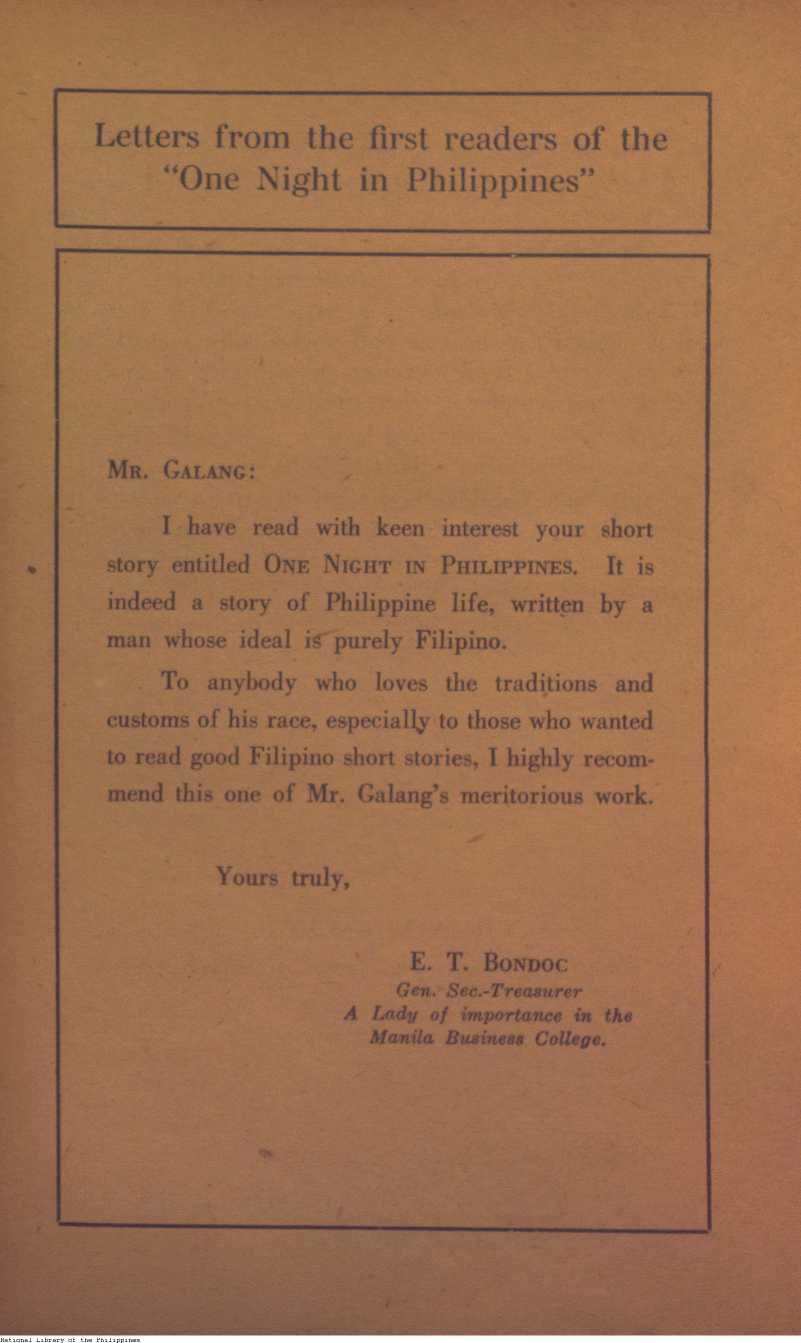 Letters from the first readers of the
“One Night in Philippines”
MR. GALANG:
I have read with keen interest your short
story entitled ONE NIGHT IN PHILIPPINES. It is
indeed a story of Philippine life, written by a
man whose ideal is purely Filipino.
To anybody who loves the traditions and
customs of his race, especially to those who wanted
to read good Filipino short stories, I highly recom-
mend this one of Mr. Galang’s meritorious work.
Yours truly,
E. T. BONDOC
Gen. Sec.-Treasurer
A Lady of importance in the
Manila Business College.
National Library of the Philippines